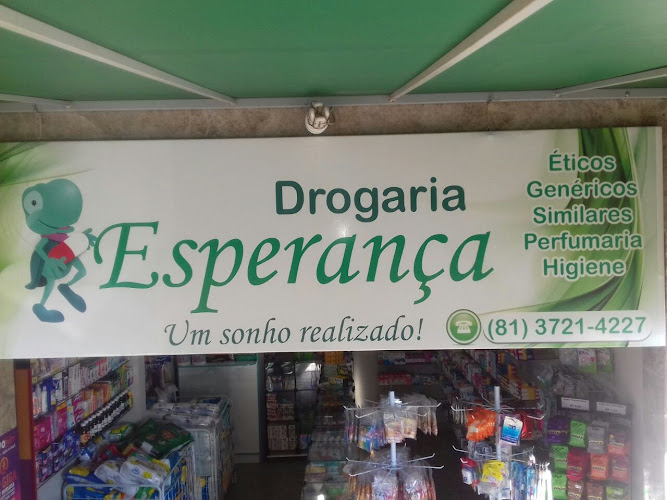 Drogaria
Esperança
Um sonho realizado!
Éticos
Genéricos
Similares
Perfumaria
Higiene
(81) 3721-4227